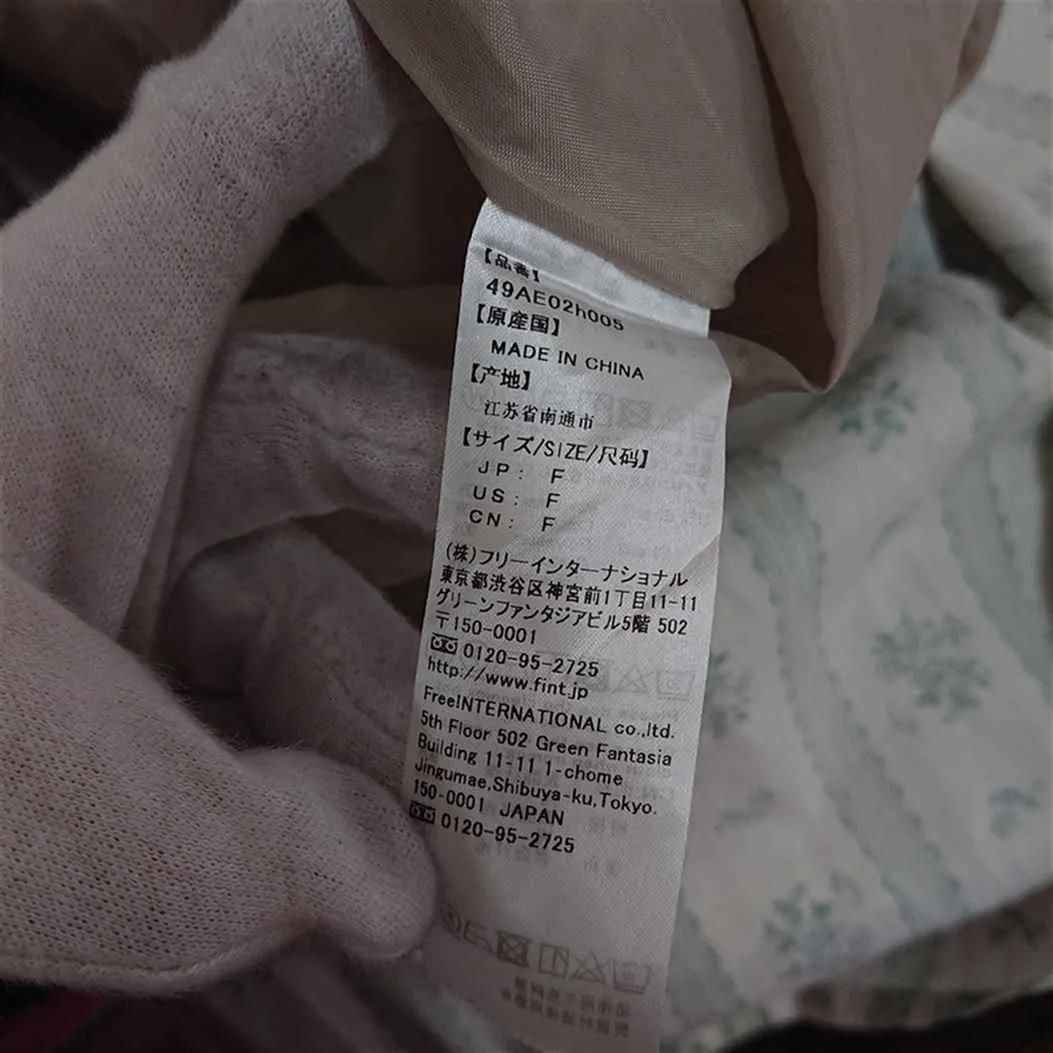 【品番】
49AE02h005
【原産国】
MADE IN CHINA
【产地】
江苏省南通市
【サイズ/SIZE/尺码】
JP: F
US: F
CN: F
(株)フリーインターナショナル
東京都渋谷区神宮前1丁目11-11
グリーンファンタジアビル5階 502
〒150-0001
0120-95-2725
http://www.fint.jp
FreeINTERNATIONAL co.,ltd.
5th Floor 502 Green Fantasia
Building 11-11 1-chome
Jingumae,Shibuya-ku,Tokyo.
150-0001 JAPAN
0120-95-2725